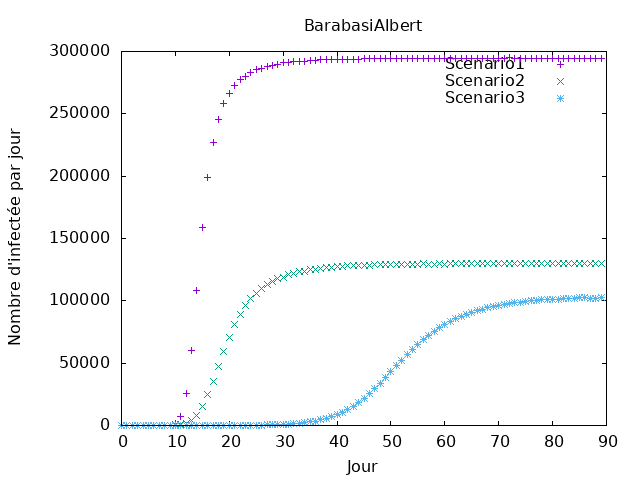 BarabasiAlbert
300000
250000
200000
150000
100000
50000
0
Nombre d'infectée par jour
Scenario1
Scenario2
Scenario3
0 10 20 30 40 50 60 70 80 90
Jour